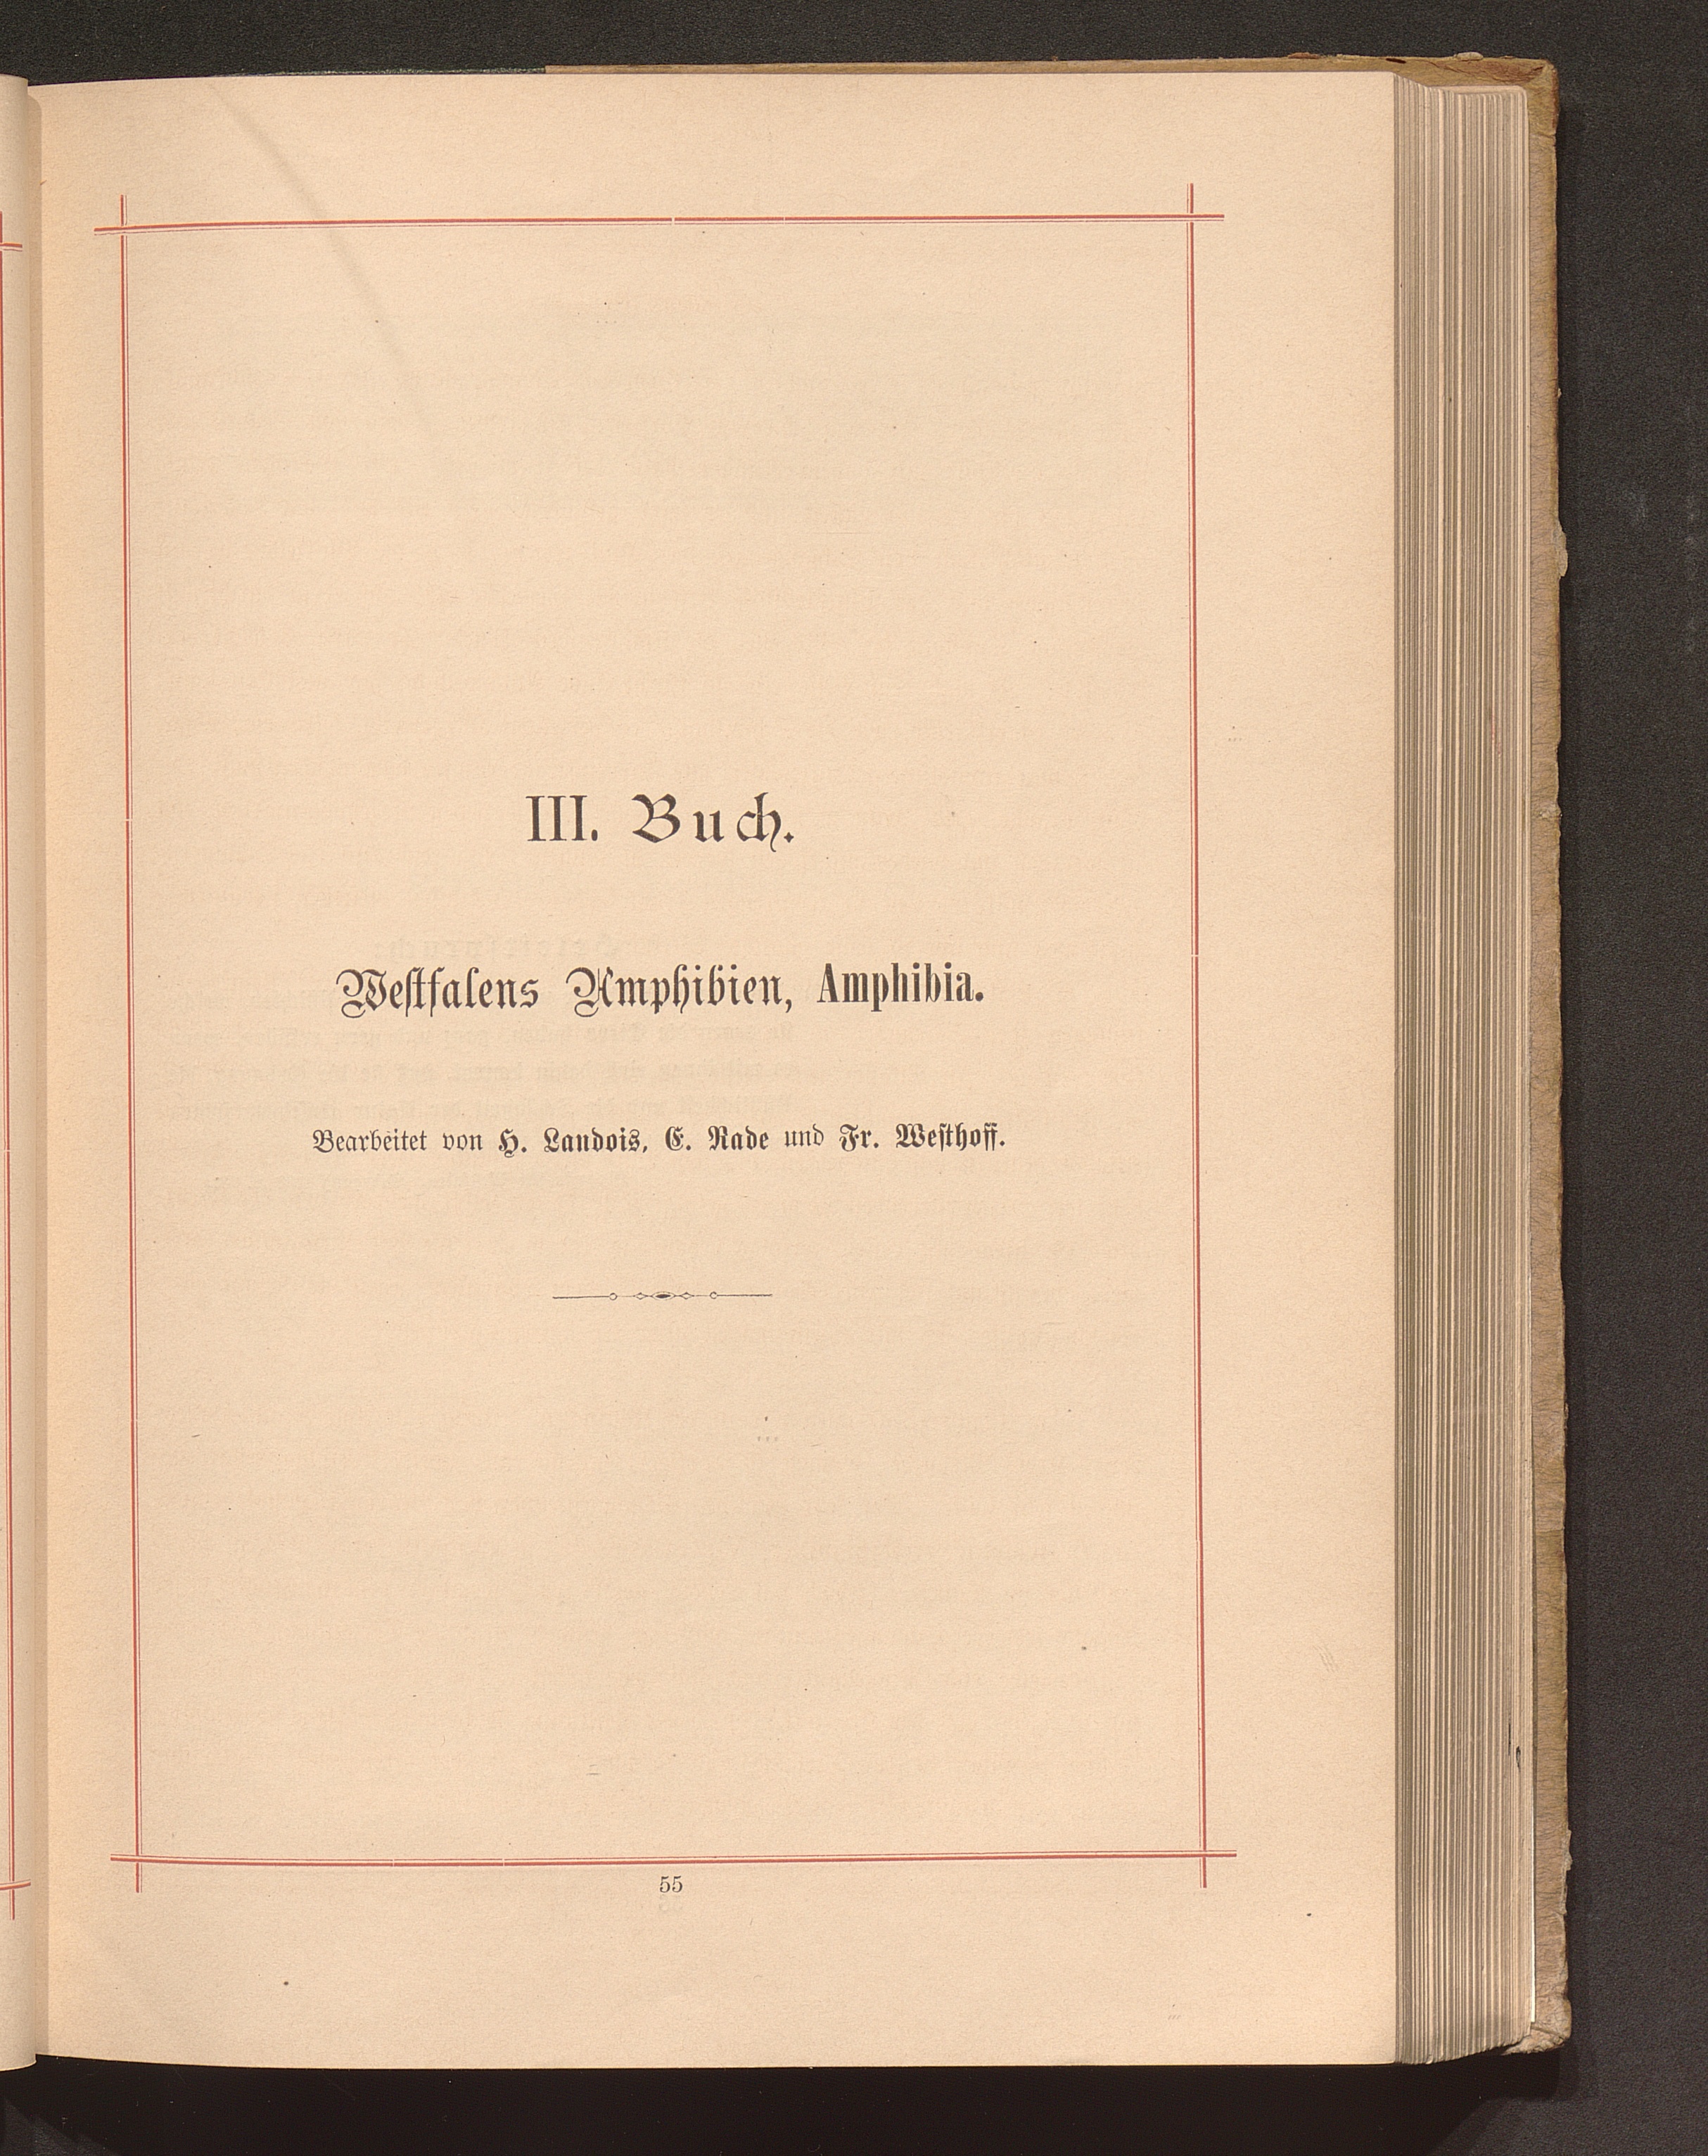 III. Buch.
Westfalens Amphibien, Amphibia.
Bearbeitet von H. Landois, E. Rade und Fr. Westhoff.
55